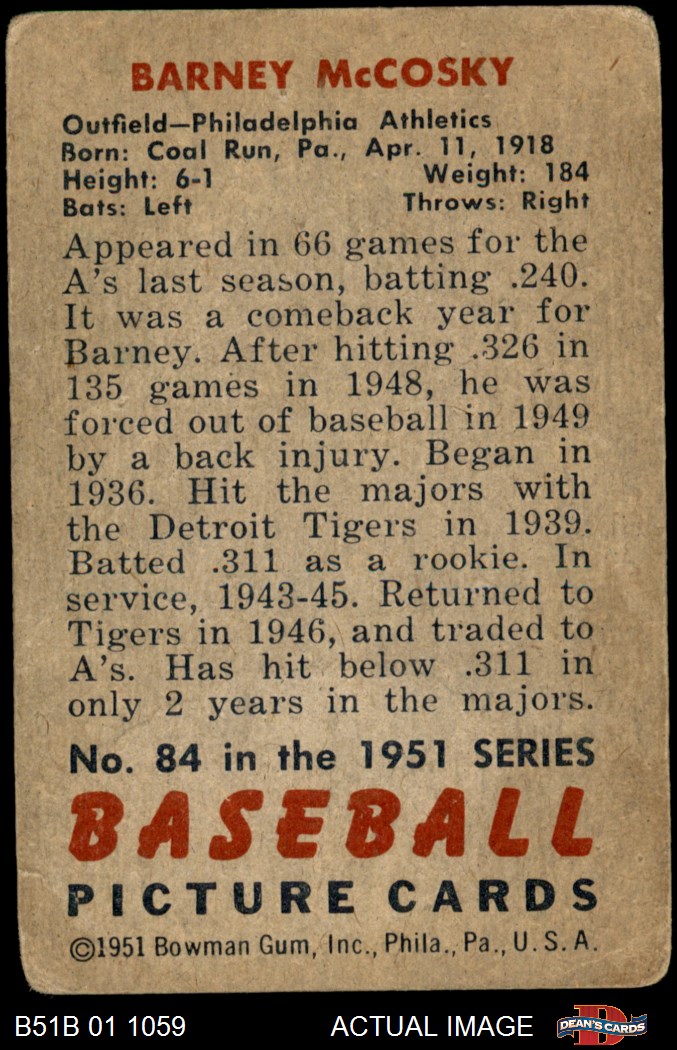 BARNEY McCOSKY
Outfield—Philadelphia Athletics
Born: Coal Run, Pa., Apr. 11, 1918
Height: 6-1 Weight: 184
Bats: Left Throws: Right
Appeared in 66 games for the
A's last season, batting .240.
It was a comeback year for
Barney. After hitting .326 in
135 games in 1948, he was
forced out of baseball in 1949
by a back injury. Began in
1936. Hit the majors with
the Detroit Tigers in 1939.
Batted .311 as a rookie. In
service, 1943-45. Returned to
Tigers in 1946, and traded to
A's. Has hit below .311 in
only 2 years in the majors.
No. 84 in the 1951 SERIES
BASEBALL
PICTURE CARDS
©1951 Bowman Gum, Inc., Phila., Pa., U. S. A.
B51B 01 1059 ACTUAL IMAGE D DEAN'S CARDS